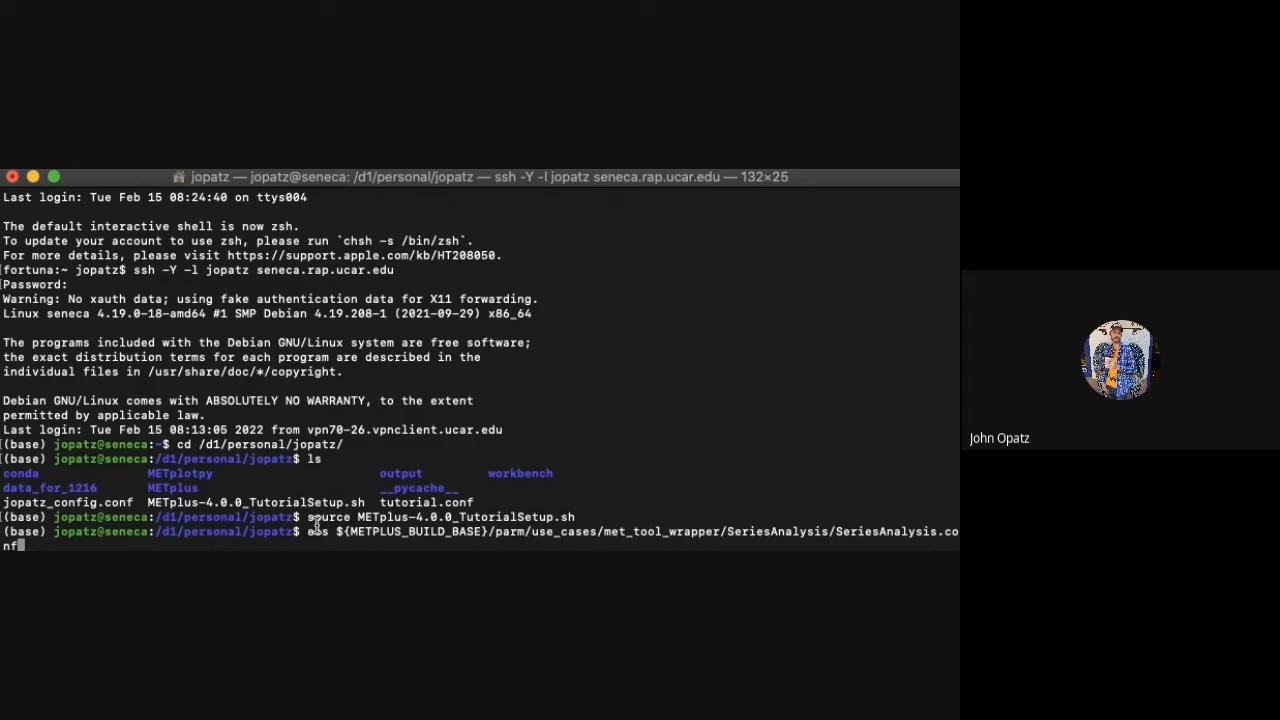 jopatz — jopatz@seneca: /d1/personal/jopatz — ssh -Y -l jopatz seneca.rap.ucar.edu — 132×25
Last login: Tue Feb 15 08:24:40 on ttys004
The default interactive shell is now zsh.
To update your account to use zsh, please run `chsh -s /bin/zsh`.
For more details, please visit https://support.apple.com/kb/HT208050.
[fortuna:~ jopatz$ ssh -Y -l jopatz seneca.rap.ucar.edu
[Password:
Warning: No xauth data; using fake authentication data for X11 forwarding.
Linux seneca 4.19.0-18-amd64 #1 SMP Debian 4.19.208-1 (2021-09-29) x86_64
The programs included with the Debian GNU/Linux system are free software;
the exact distribution terms for each program are described in the
individual files in /usr/share/doc/*/copyright.
Debian GNU/Linux comes with ABSOLUTELY NO WARRANTY, to the extent
permitted by applicable law.
Last login: Tue Feb 15 08:13:05 2022 from vpn70-26.vpnclient.ucar.edu
[(base) jopatz@seneca:~$ cd /d1/personal/jopatz/
[(base) jopatz@seneca:/d1/personal/jopatz$ ls
conda METplotpy output workbench
data_for_1216 METplus __pycache__
jopatz_config.conf METplus-4.0.0_TutorialSetup.sh tutorial.conf
[(base) jopatz@seneca:/d1/personal/jopatz$ source METplus-4.0.0_TutorialSetup.sh
(base) jopatz@seneca:/d1/personal/jopatz$ ${METPLUS_BUILD_BASE}/parm/use_cases/met_tool_wrapper/SeriesAnalysis/SeriesAnalysis.co
nf
John Opatz